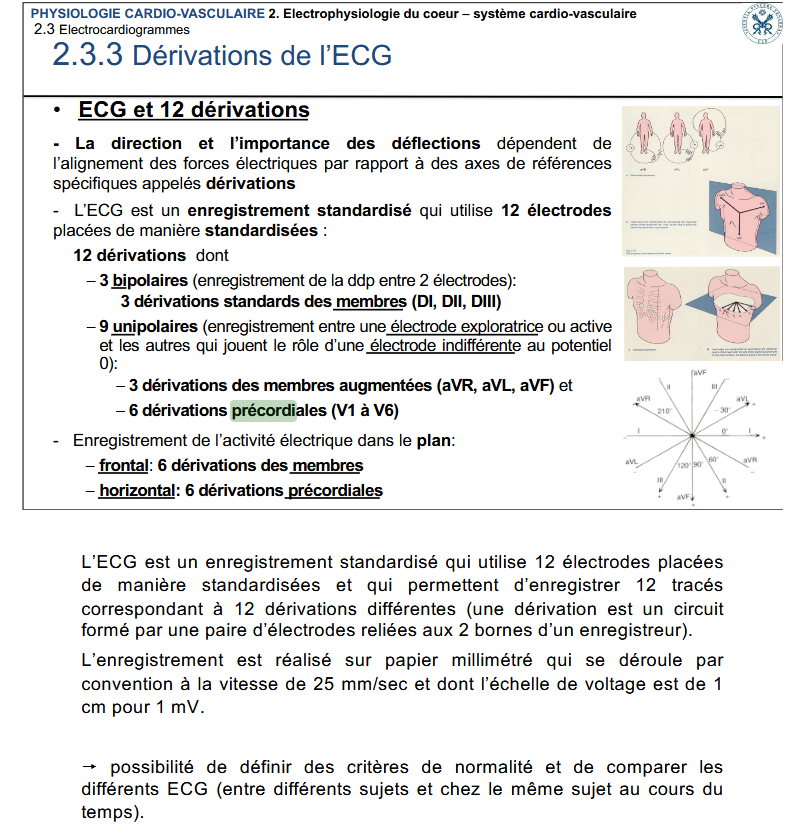 PHYSIOLOGIE CARDIO-VASCULAIRE 2. Electrophysiologie du coeur – système cardio-vasculaire
2.3 Electrocardiogrammes
2.3.3 Dérivations de l’ECG
• ECG et 12 dérivations
- La direction et l’importance des déflections dépendent de
l’alignement des forces électriques par rapport à des axes de références
spécifiques appelés dérivations
- L’ECG est un enregistrement standardisé qui utilise 12 électrodes
placées de manière standardisées :
12 dérivations dont
– 3 bipolaires (enregistrement de la ddp entre 2 électrodes):
3 dérivations standards des membres (DI, DII, DIII)
– 9 unipolaires (enregistrement entre une électrode exploratrice ou active
et les autres qui jouent le rôle d’une électrode indifférente au potentiel
0):
– 3 dérivations des membres augmentées (aVR, aVL, aVF) et
– 6 dérivations précordiales (V1 à V6)
- Enregistrement de l’activité électrique dans le plan:
– frontal: 6 dérivations des membres
– horizontal: 6 dérivations précordiales
aVF
II III
aVR aVL
210° - 30°
I 0° I +
aVL 60° aVR
120° 90°
III II
aVF
L’ECG est un enregistrement standardisé qui utilise 12 électrodes placées
de manière standardisées et qui permettent d’enregistrer 12 tracés
correspondant à 12 dérivations différentes (une dérivation est un circuit
formé par une paire d’électrodes reliées aux 2 bornes d’un enregistreur).
L’enregistrement est réalisé sur papier millimétré qui se déroule par
convention à la vitesse de 25 mm/sec et dont l’échelle de voltage est de 1
cm pour 1 mV.
→ possibilité de définir des critères de normalité et de comparer les
différents ECG (entre différents sujets et chez le même sujet au cours du
temps).